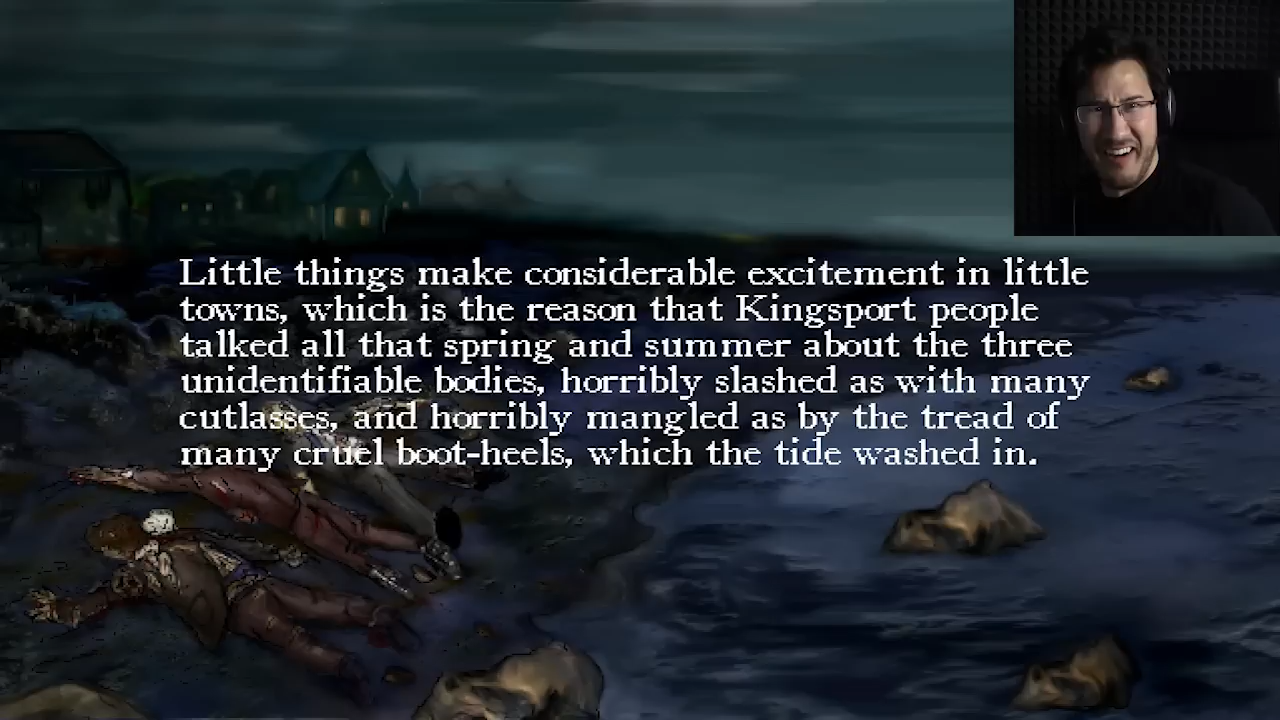 Little things make considerable excitement in little
towns, which is the reason that Kingsport people
talked all that spring and summer about the three
unidentifiable bodies, horribly slashed as with many
cutlasses, and horribly mangled as by the tread of
many cruel boot-heels, which the tide washed in.